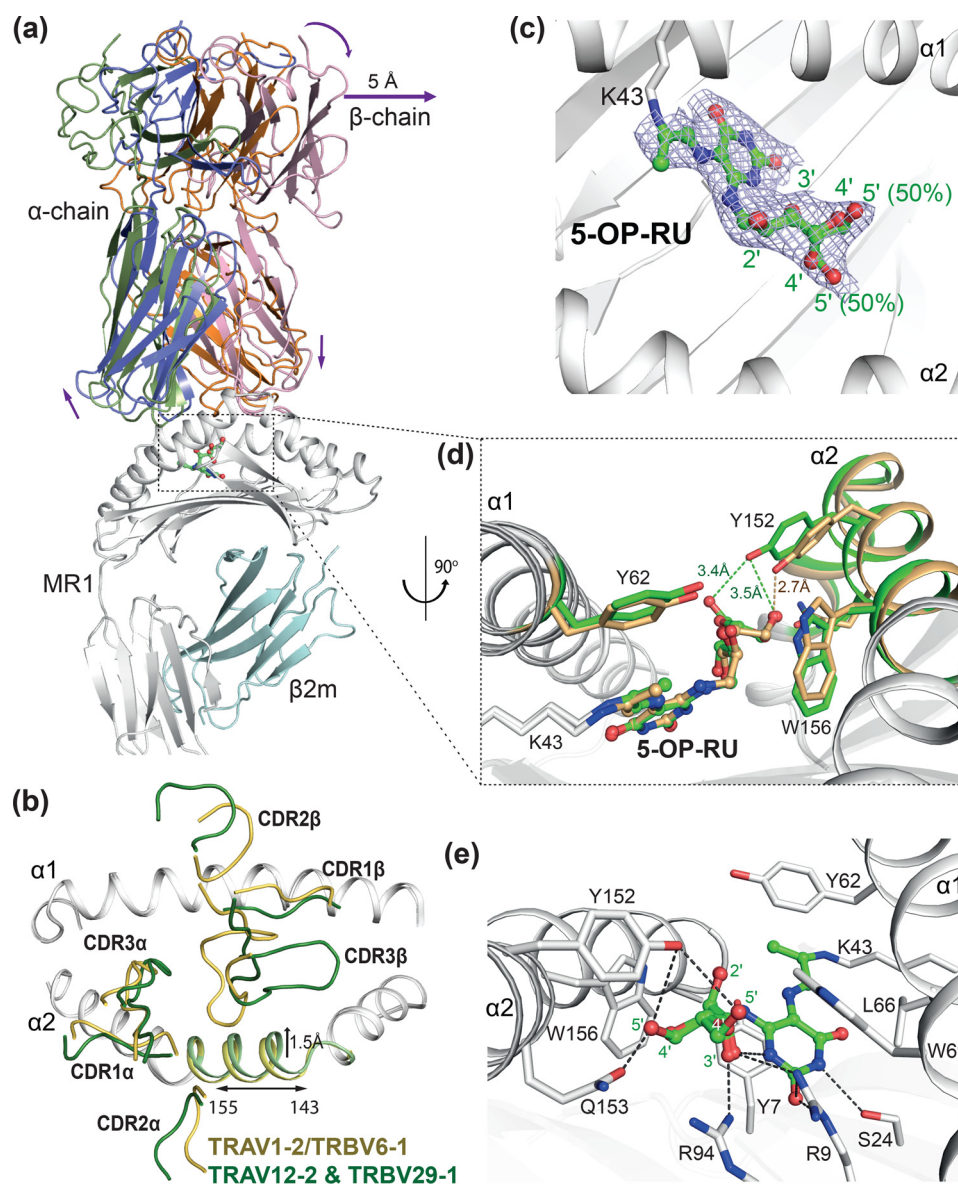 (a)
5 Å
β-chain
α-chain
MR1
β2m
90°
(b)
CDR2β
α1
CDR1β
CDR3α
CDR3β
α2
1.5Å
CDR1α
155
143
CDR2α
TRAV1-2/TRBV6-1
TRAV12-2 & TRBV29-1
(c)
α1
K43
3'
4'
5' (50%)
5-OP-RU
2'
4'
5' (50%)
α2
(d)
α2
α1
Y152
3.4Å
Y62
3.5Å
2.7Å
K43
5-OP-RU
W156
(e)
α1
Y62
Y152
K43
2'
α2
5'
L66
W156
5'
4'
W6
4'
3'
Q153
Y7
S24
R94
R9